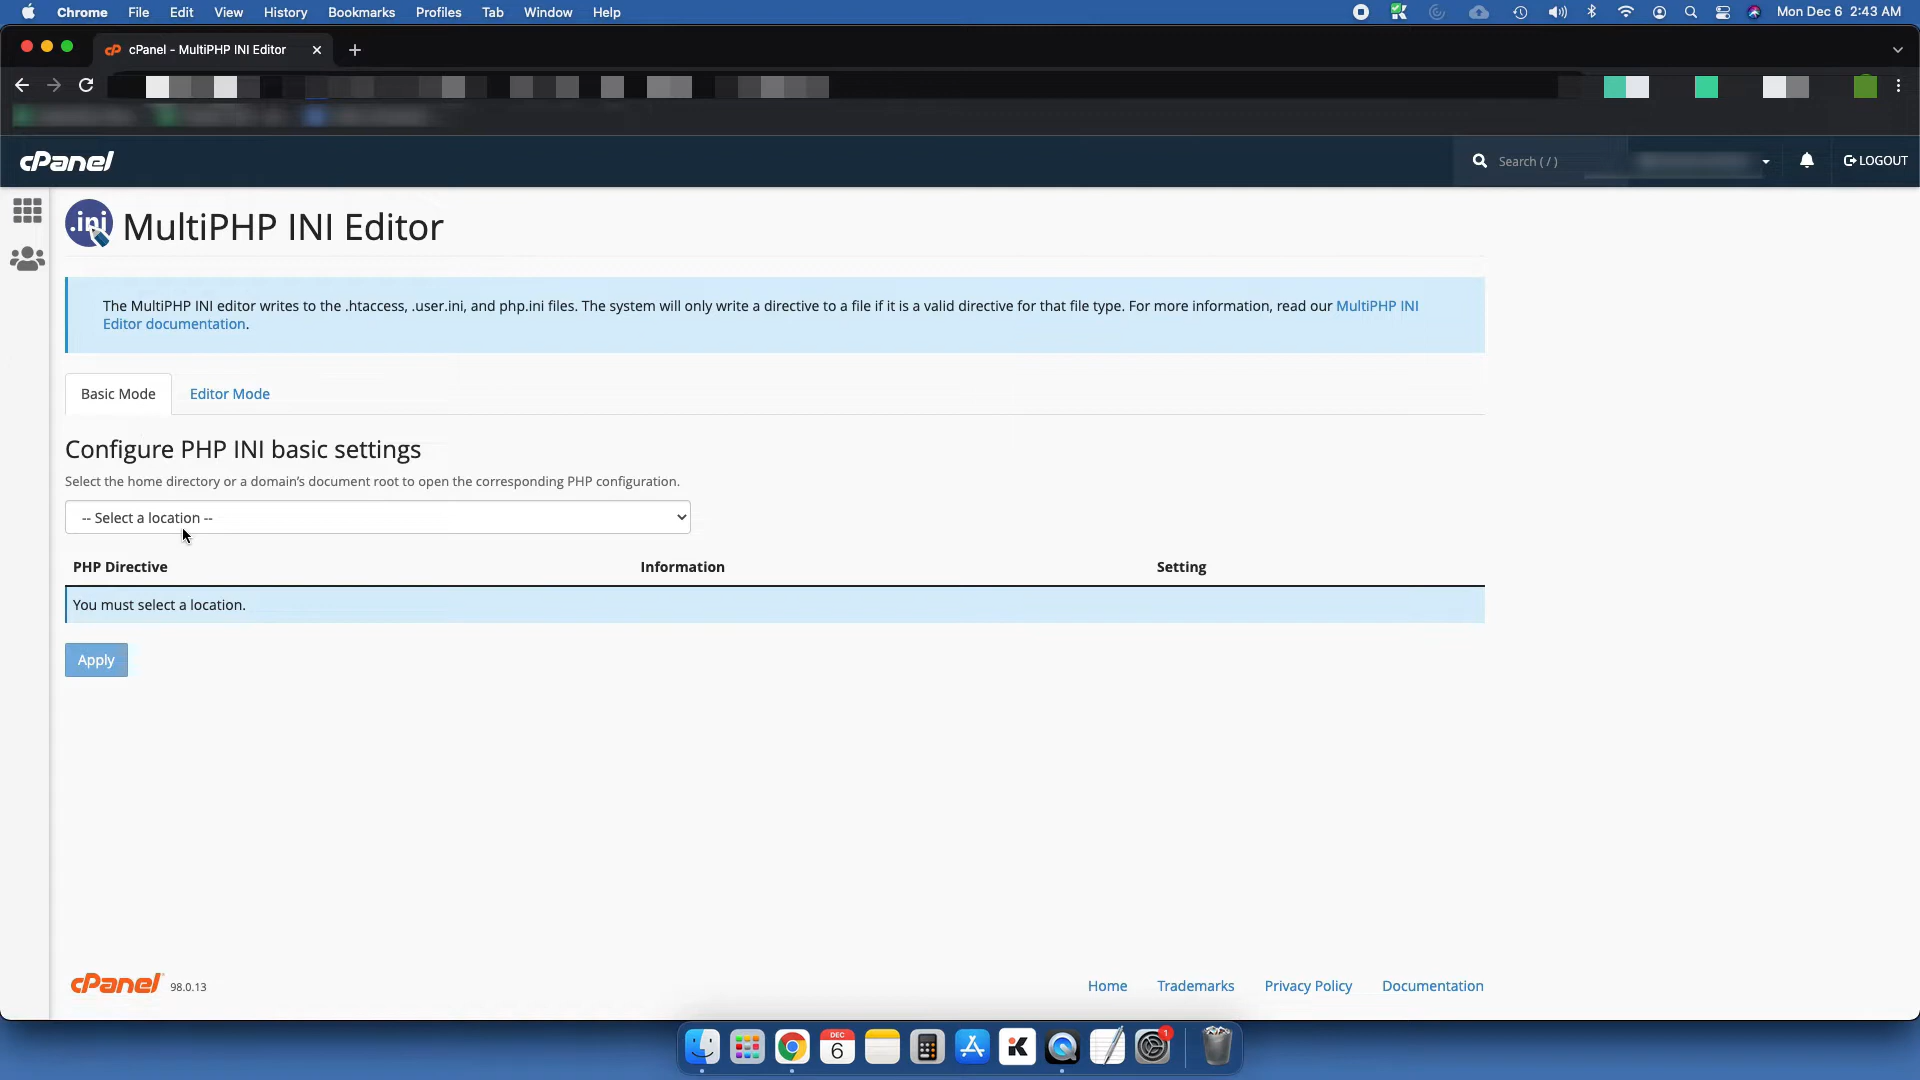 Chrome File Edit View History Bookmarks Profiles Tab Window Help Mon Dec 6 2:43 AM
cPanel - MultiPHP INI Editor
cPanel Search ( / ) LOGOUT
.ini MultiPHP INI Editor
The MultiPHP INI editor writes to the .htaccess, .user.ini, and php.ini files. The system will only write a directive to a file if it is a valid directive for that file type. For more information, read our MultiPHP INI
Editor documentation.
Basic Mode Editor Mode
Configure PHP INI basic settings
Select the home directory or a domain’s document root to open the corresponding PHP configuration.
-- Select a location --
PHP Directive Information Setting
You must select a location.
Apply
cPanel 98.0.13 Home Trademarks Privacy Policy Documentation
DEC
6
1